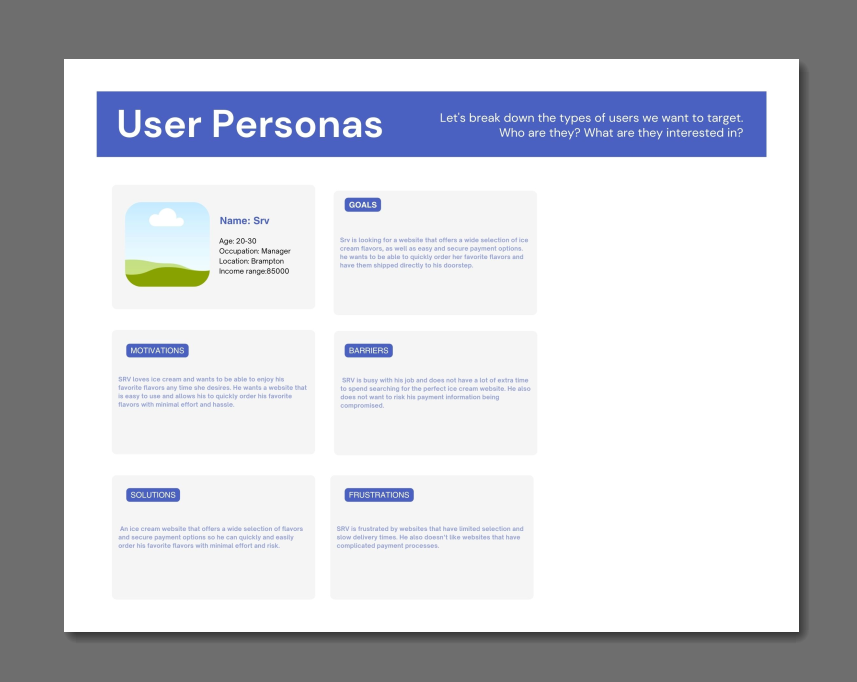 User Personas
Let's break down the types of users we want to target.
Who are they? What are they interested in?
Name: Srv
Age: 20-30
Occupation: Manager
Location: Brampton
Income range:85000
GOALS
Srv is looking for a website that offers a wide selection of ice
cream flavors, as well as easy and secure payment options.
he wants to be able to quickly order her favorite flavors and
have them shipped directly to his doorstep.
MOTIVATIONS
SRV loves ice cream and wants to be able to enjoy his
favorite flavors any time she desires. He wants a website that
is easy to use and allows his to quickly order his favorite
flavors with minimal effort and hassle.
BARRIERS
SRV is busy with his job and does not have a lot of extra time
to spend searching for the perfect ice cream website. He also
does not want to risk his payment information being
compromised.
SOLUTIONS
An ice cream website that offers a wide selection of flavors
and secure payment options so he can quickly and easily
order his favorite flavors with minimal effort and risk.
FRUSTRATIONS
SRV is frustrated by websites that have limited selection and
slow delivery times. He also doesn't like websites that have
complicated payment processes.